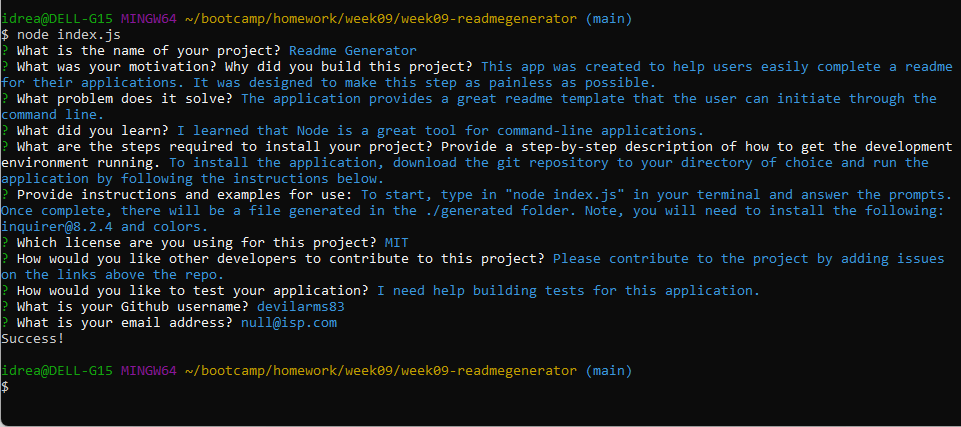 idrea@DELL-G15 MINGW64 ~/bootcamp/homework/week09/week09-readmegenerator (main)
$ node index.js
? What is the name of your project? Readme Generator
? What was your motivation? Why did you build this project? This app was created to help users easily complete a readme
for their applications. It was designed to make this step as painless as possible.
? What problem does it solve? The application provides a great readme template that the user can initiate through the
command line.
? What did you learn? I learned that Node is a great tool for command-line applications.
? What are the steps required to install your project? Provide a step-by-step description of how to get the development
environment running. To install the application, download the git repository to your directory of choice and run the
application by following the instructions below.
? Provide instructions and examples for use: To start, type in "node index.js" in your terminal and answer the prompts.
Once complete, there will be a file generated in the ./generated folder. Note, you will need to install the following:
inquirer@8.2.4 and colors.
? Which license are you using for this project? MIT
? How would you like other developers to contribute to this project? Please contribute to the project by adding issues
on the links above the repo.
? How would you like to test your application? I need help building tests for this application.
? What is your Github username? devilarms83
? What is your email address? null@isp.com
Success!
idrea@DELL-G15 MINGW64 ~/bootcamp/homework/week09/week09-readmegenerator (main)
$